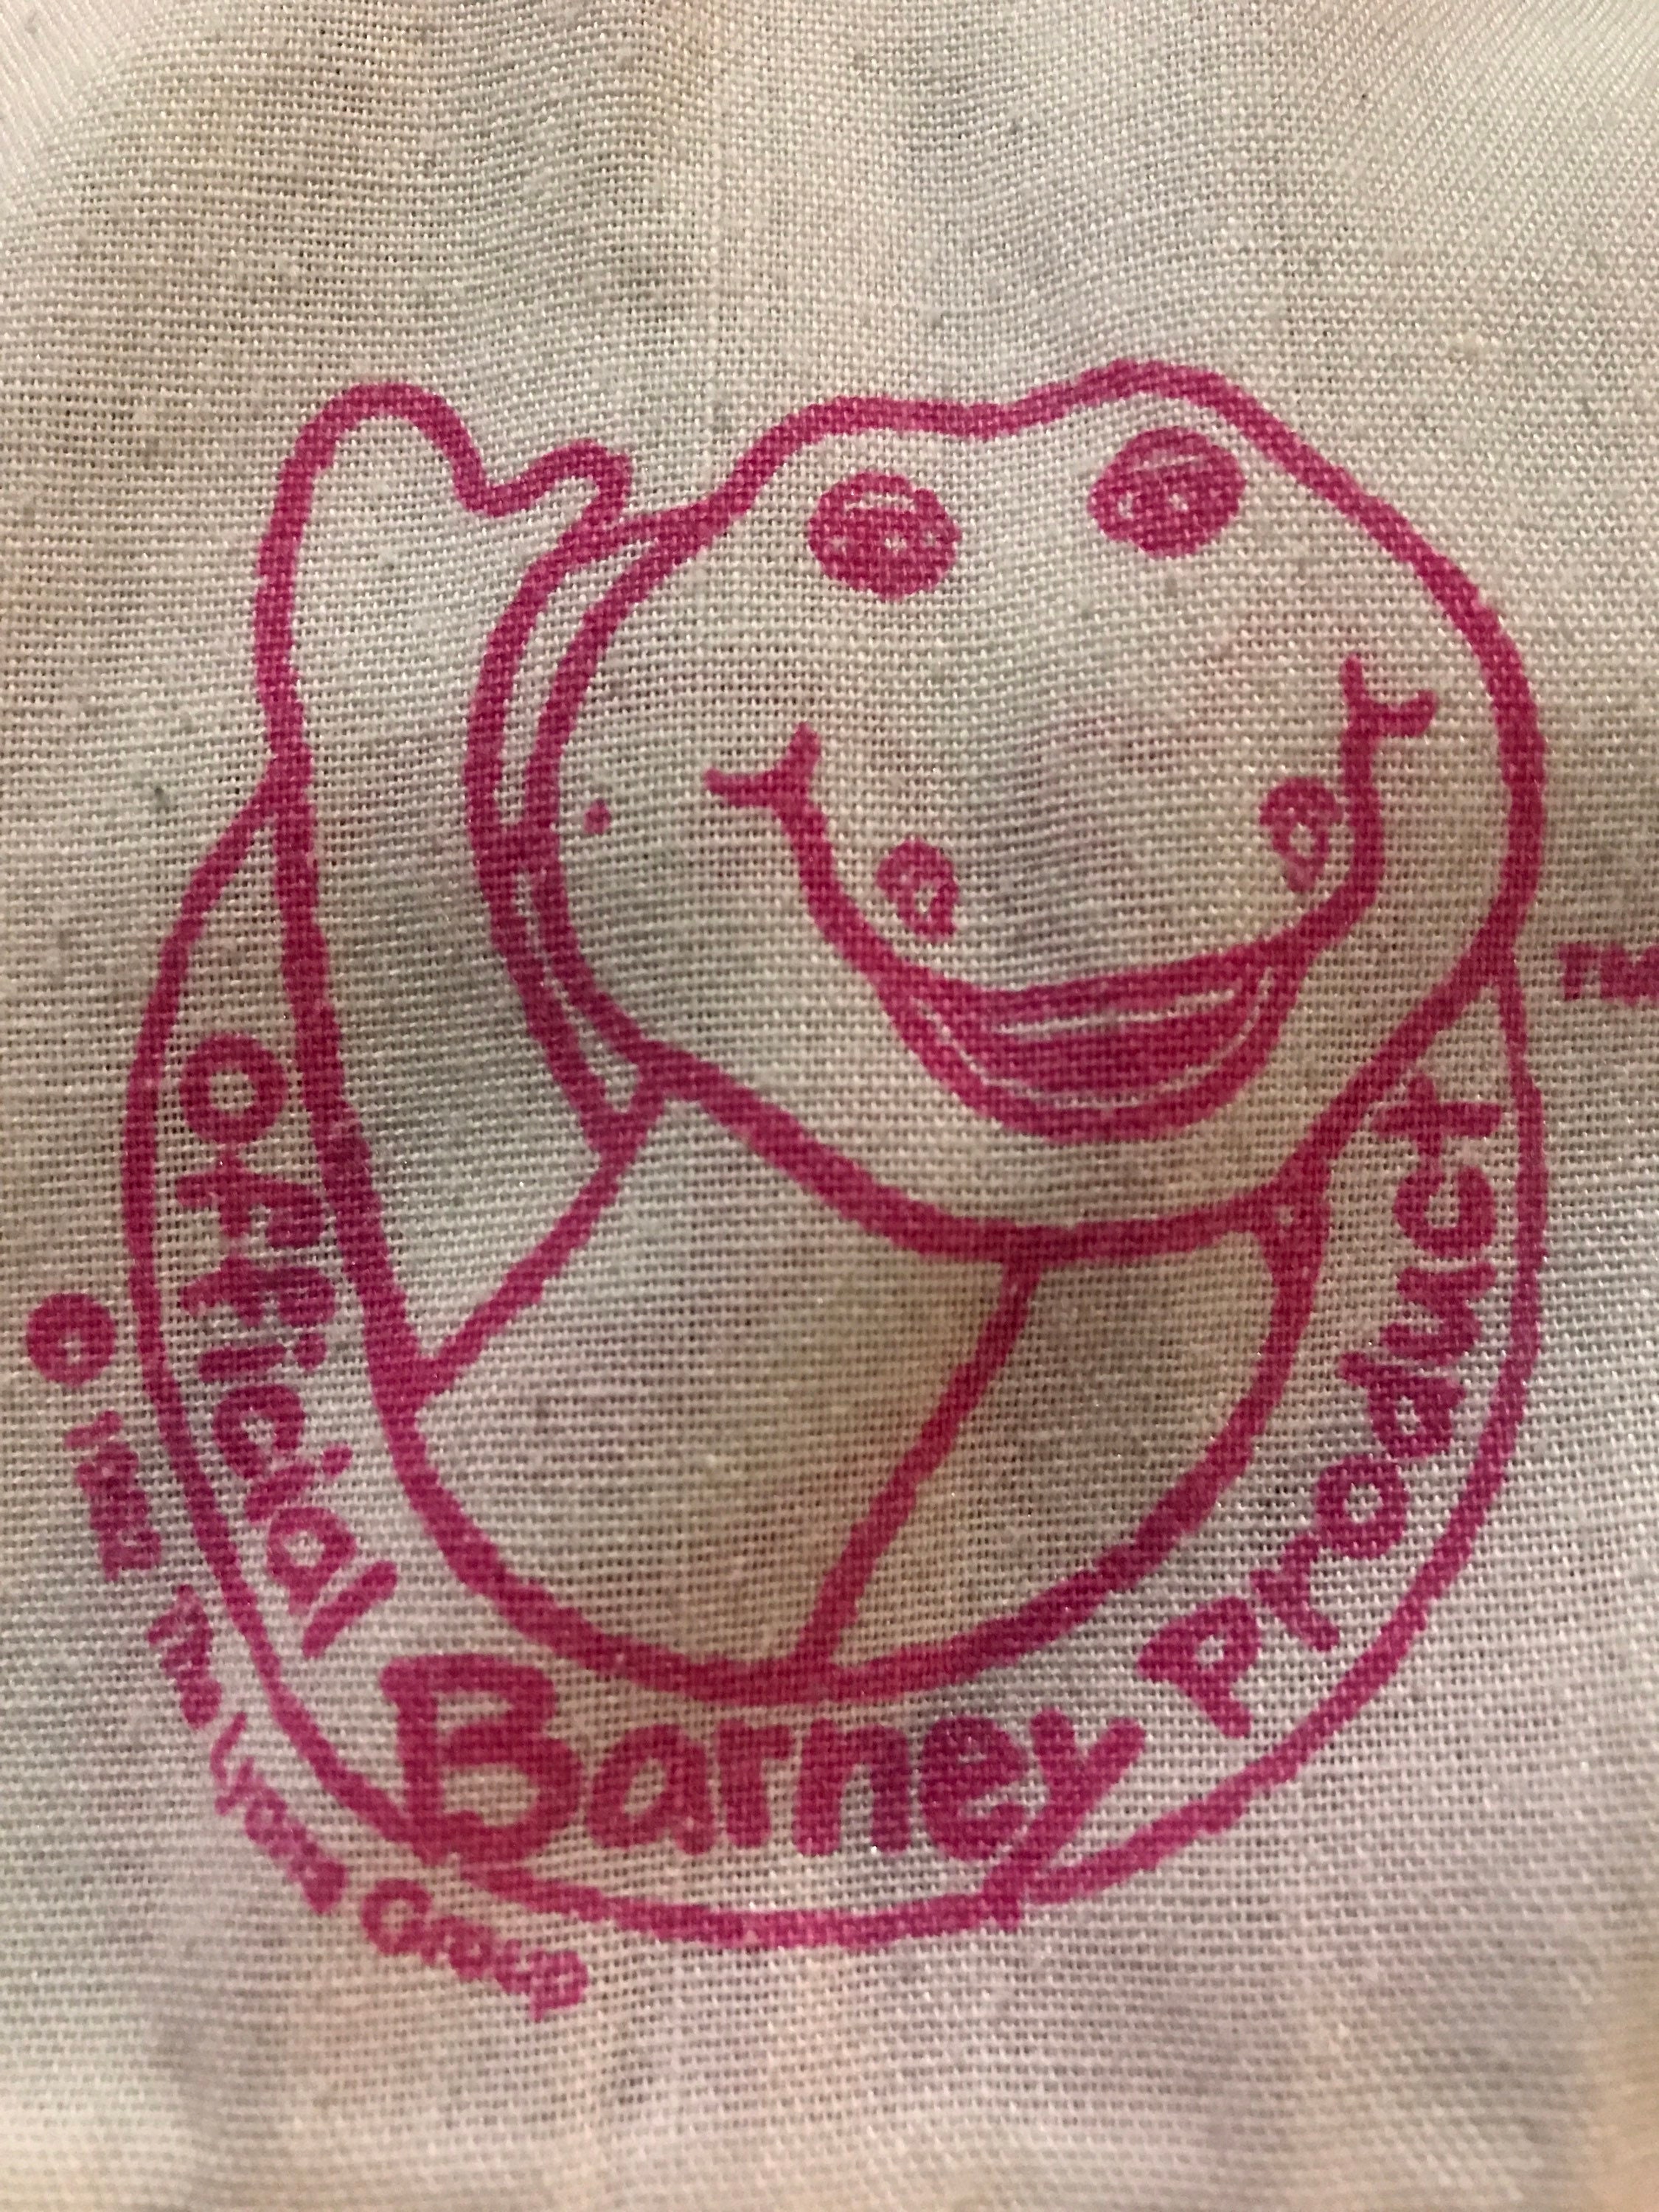 Official Barney Product
TM
© 1992 The Lyons Group